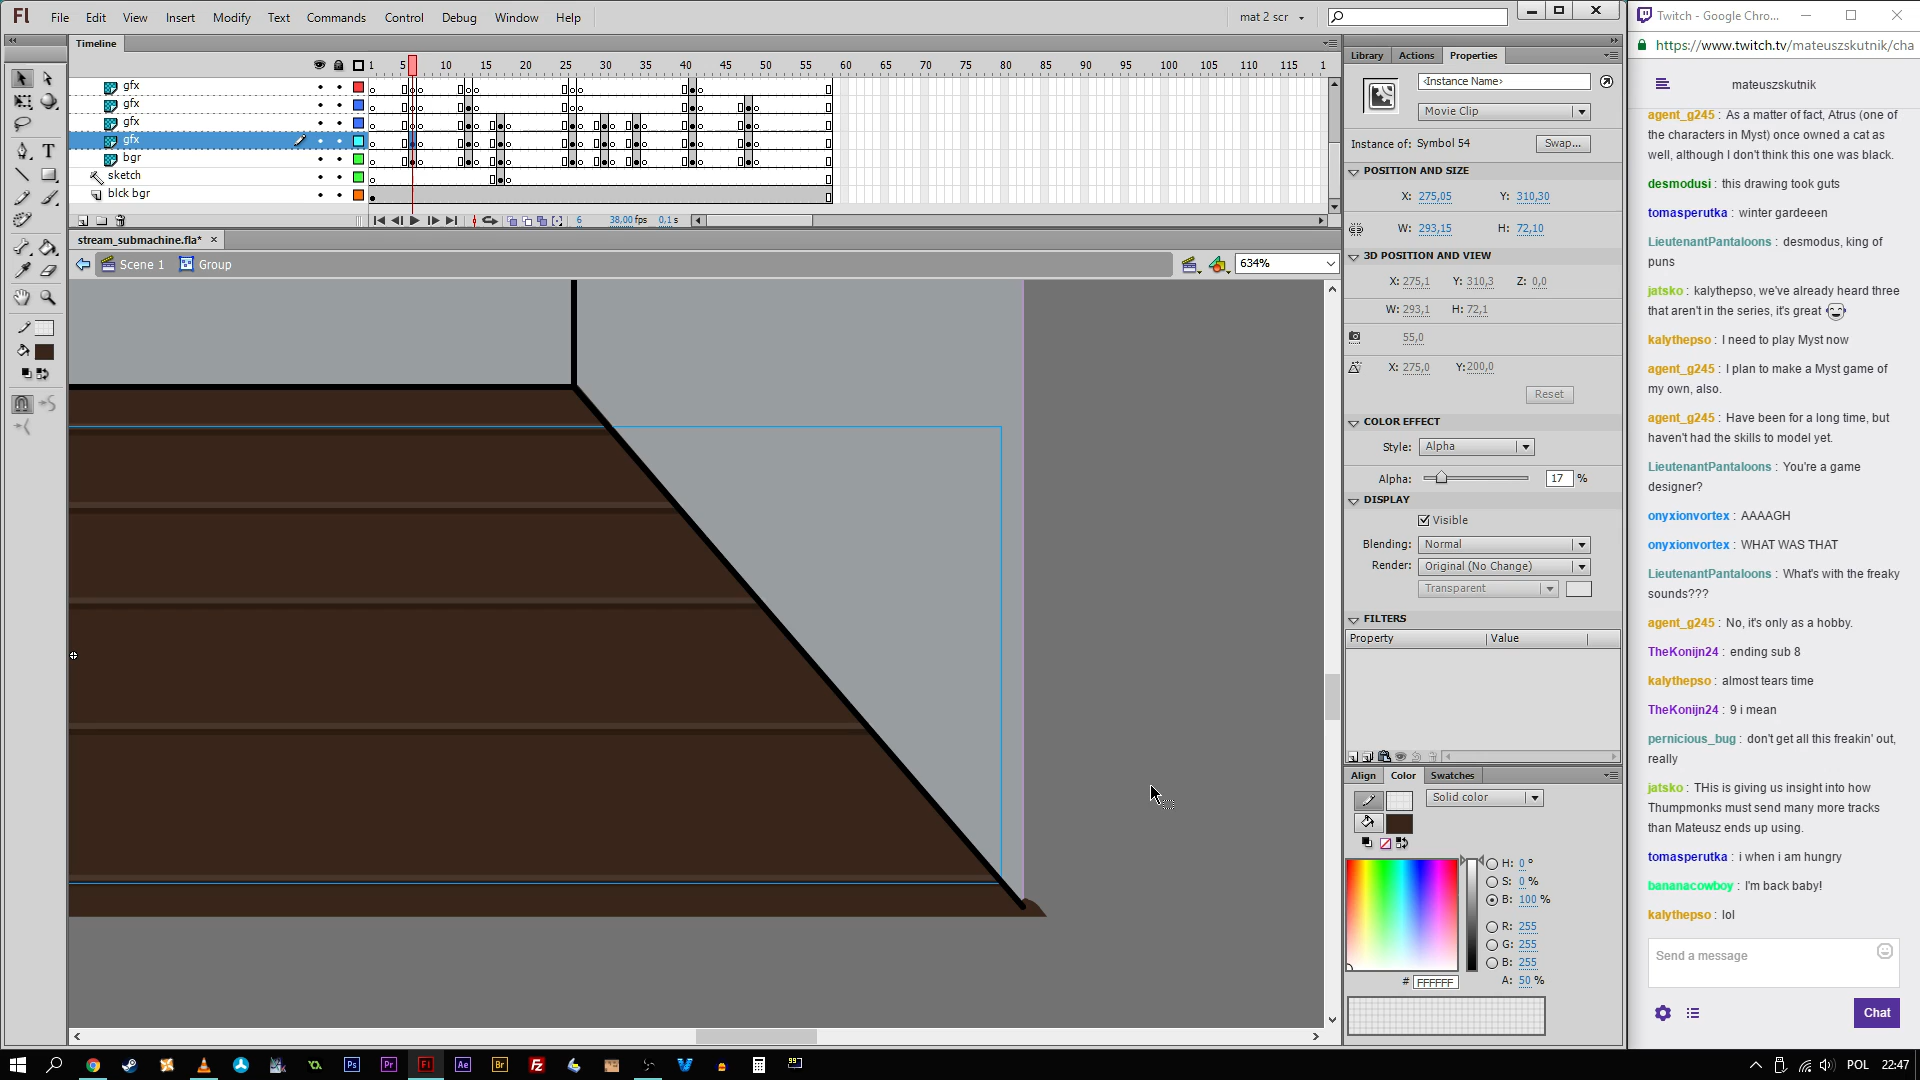 Fl File Edit View Insert Modify Text Commands Control Debug Window Help mat 2 scr
Timeline
1 5 10 15 20 25 30 35 40 45 50 55 60 65 70 75 80 85 90 95 100 105 110 115 1
gfx
gfx
gfx
gfx
bgr
sketch
blck bgr
6 38,00 fps 0,1 s
stream_submachine.fla*
Scene 1 Group 634%
Library Actions Properties
<Instance Name>
Movie Clip
Instance of: Symbol 54 Swap...
POSITION AND SIZE
X: 275,05 Y: 310,30
W: 293,15 H: 72,10
3D POSITION AND VIEW
X: 275,1 Y: 310,3 Z: 0,0
W: 293,1 H: 72,1
55,0
X: 275,0 Y: 200,0
Reset
COLOR EFFECT
Style: Alpha
Alpha: 17 %
DISPLAY
Visible
Blending: Normal
Render: Original (No Change)
Transparent
FILTERS
Property Value
Align Color Swatches
Solid color
H: 0 °
S: 0 %
B: 100 %
R: 255
G: 255
B: 255
A: 50 %
# FFFFFF
Twitch - Google Chro...
https://www.twitch.tv/mateuszskutnik/cha
mateuszskutnik
agent_g245 : As a matter of fact, Atrus (one of
the characters in Myst) once owned a cat as
well, although I don't think this one was black.
desmodusi : this drawing took guts
tomasperutka : winter gardeeen
LieutenantPantaloons : desmodus, king of
puns
jatsko : kalythepso, we've already heard three
that aren't in the series, it's great
kalythepso : I need to play Myst now
agent_g245 : I plan to make a Myst game of
my own, also.
agent_g245 : Have been for a long time, but
haven't had the skills to model yet.
LieutenantPantaloons : You're a game
designer?
onyxionvortex : AAAAGH
onyxionvortex : WHAT WAS THAT
LieutenantPantaloons : What's with the freaky
sounds???
agent_g245 : No, it's only as a hobby.
TheKonijn24 : ending sub 8
kalythepso : almost tears time
TheKonijn24 : 9 i mean
pernicious_bug : don't get all this freakin' out,
really
jatsko : THis is giving us insight into how
Thumpmonks must send many more tracks
than Mateusz ends up using.
tomasperutka : i when i am hungry
bananacowboy : I'm back baby!
kalythepso : lol
Send a message
Chat
Ps Pr Fl Ae Br Fz
POL 22:47